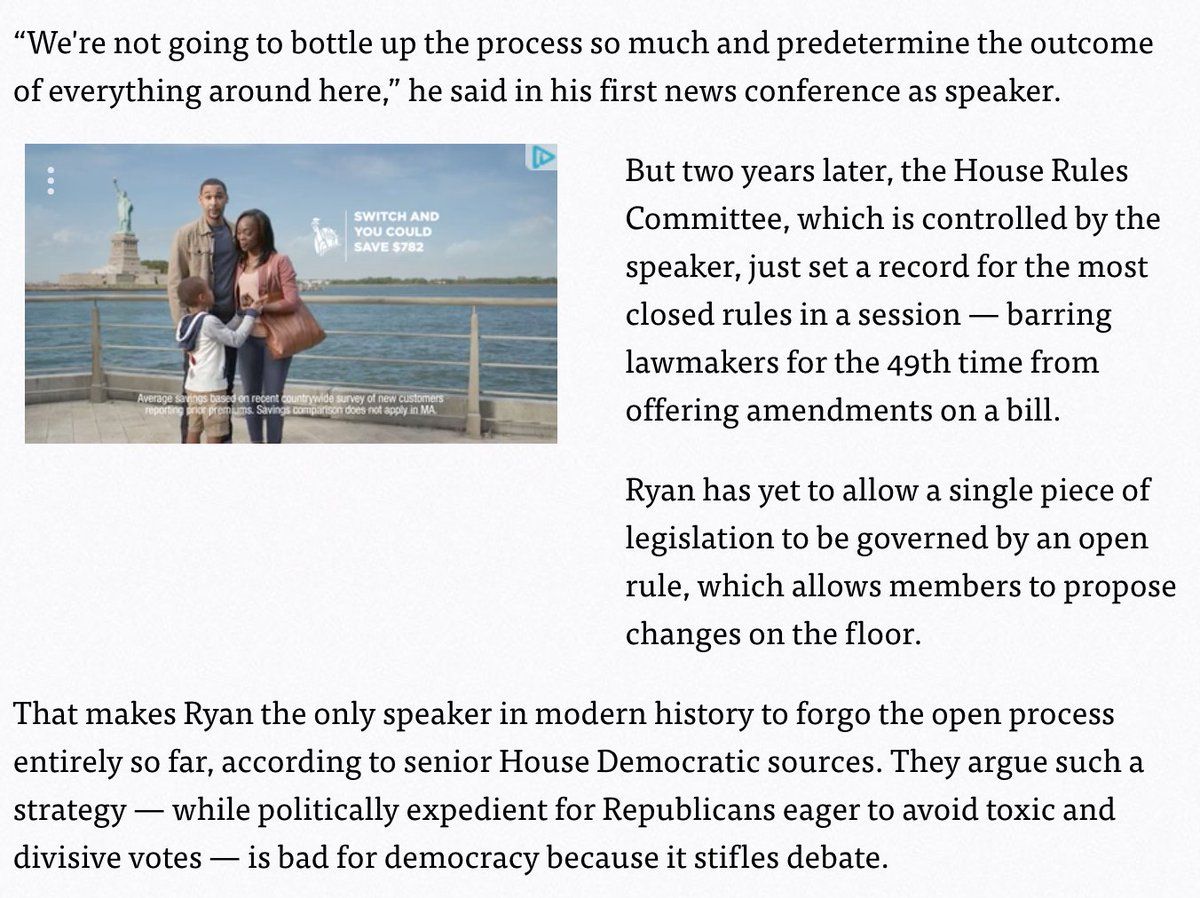 “We're not going to bottle up the process so much and predetermine the outcome
of everything around here,” he said in his first news conference as speaker.
SWITCH AND
YOU COULD
SAVE $782
Average savings based on recent countrywide survey of new customers
reporting prior premiums. Savings comparison does not apply in MA.
But two years later, the House Rules
Committee, which is controlled by the
speaker, just set a record for the most
closed rules in a session — barring
lawmakers for the 49th time from
offering amendments on a bill.
Ryan has yet to allow a single piece of
legislation to be governed by an open
rule, which allows members to propose
changes on the floor.
That makes Ryan the only speaker in modern history to forgo the open process
entirely so far, according to senior House Democratic sources. They argue such a
strategy — while politically expedient for Republicans eager to avoid toxic and
divisive votes — is bad for democracy because it stifles debate.